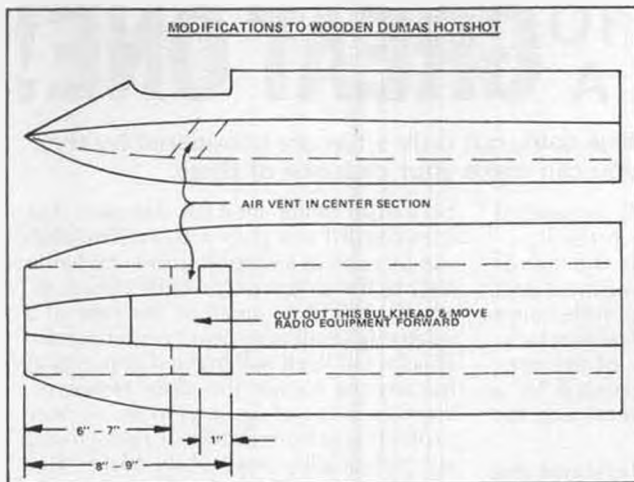 MODIFICATIONS TO WOODEN DUMAS HOTSHOT
AIR VENT IN CENTER SECTION
CUT OUT THIS BULKHEAD & MOVE
RADIO EQUIPMENT FORWARD
6" – 7"
1"
8" – 9"